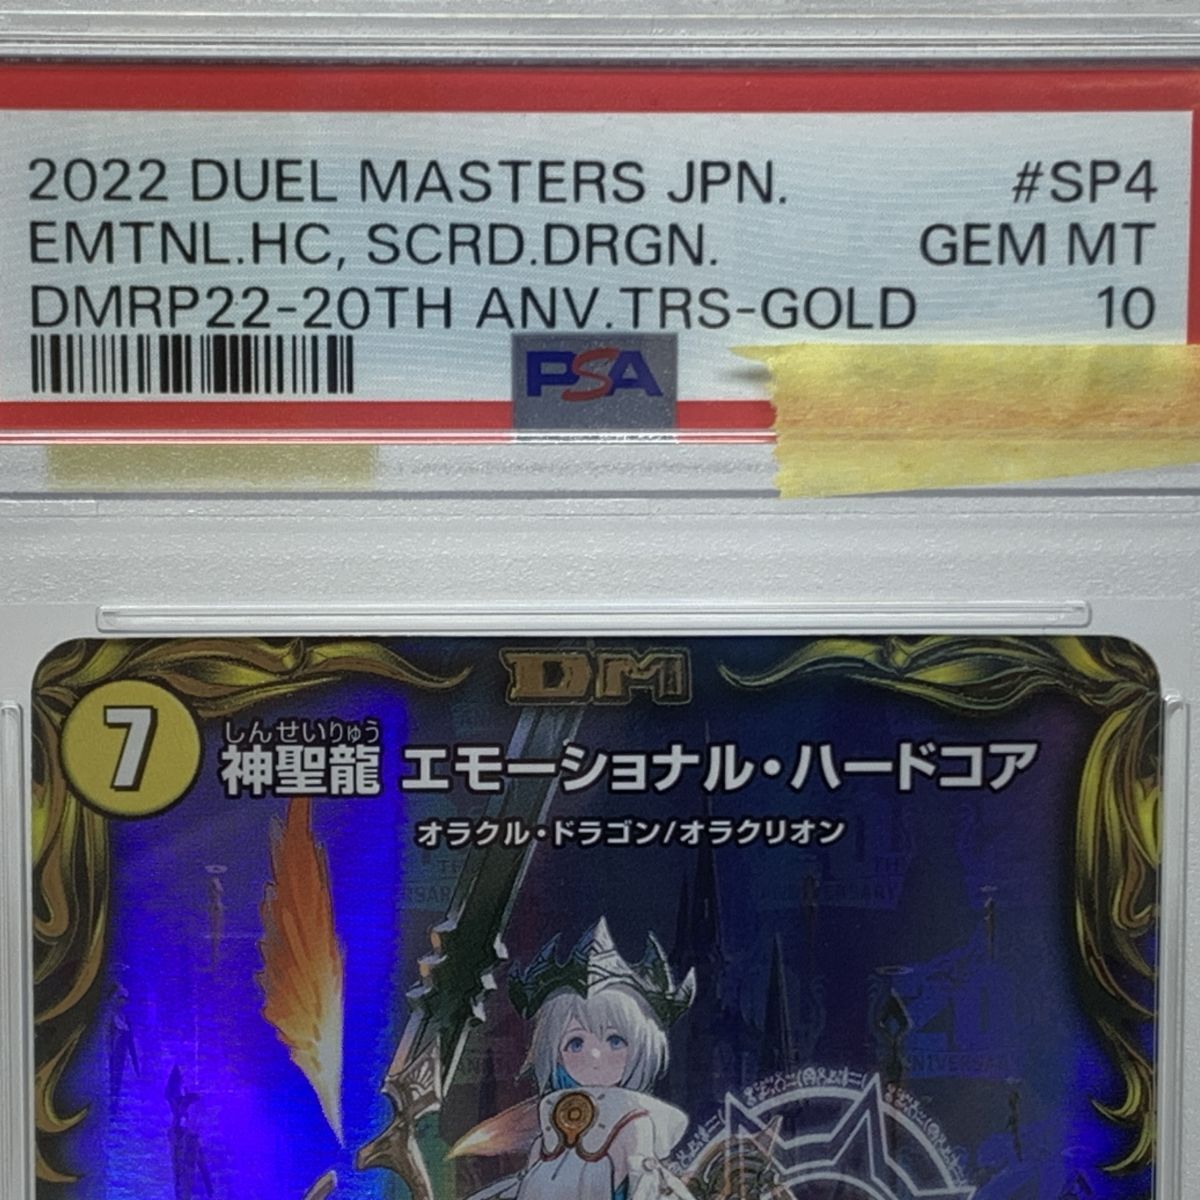 2022 DUEL MASTERS JPN. #SP4
EMTNL.HC, SCRD.DRGN. GEM MT
DMRP22-20TH ANV.TRS-GOLD 10
PSA
DM
7
しんせいりゅう
神聖龍 エモーショナル・ハードコア
オラクル・ドラゴン/オラクリオン